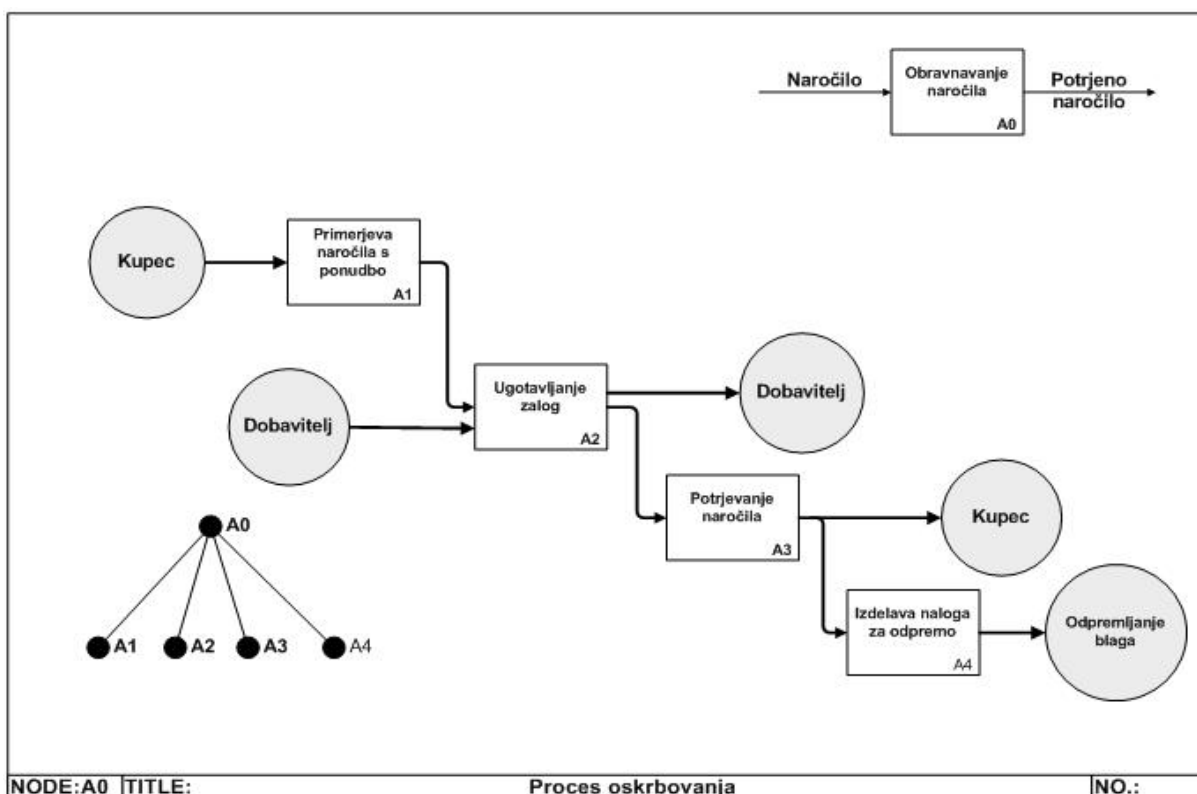 Naročilo
Obravnavanje
naročila
A0
Potrjeno
naročilo
Kupec
Primerjeva
naročila s
ponudbo
A1
Dobavitelj
Ugotavljanje
zalog
A2
Dobavitelj
Potrjevanje
naročila
A3
Kupec
Izdelava naloga
za odpremo
A4
Odpremljanje
blaga
A0
A1
A2
A3
A4
NODE:A0 TITLE: Proces oskrbovanja NO.: